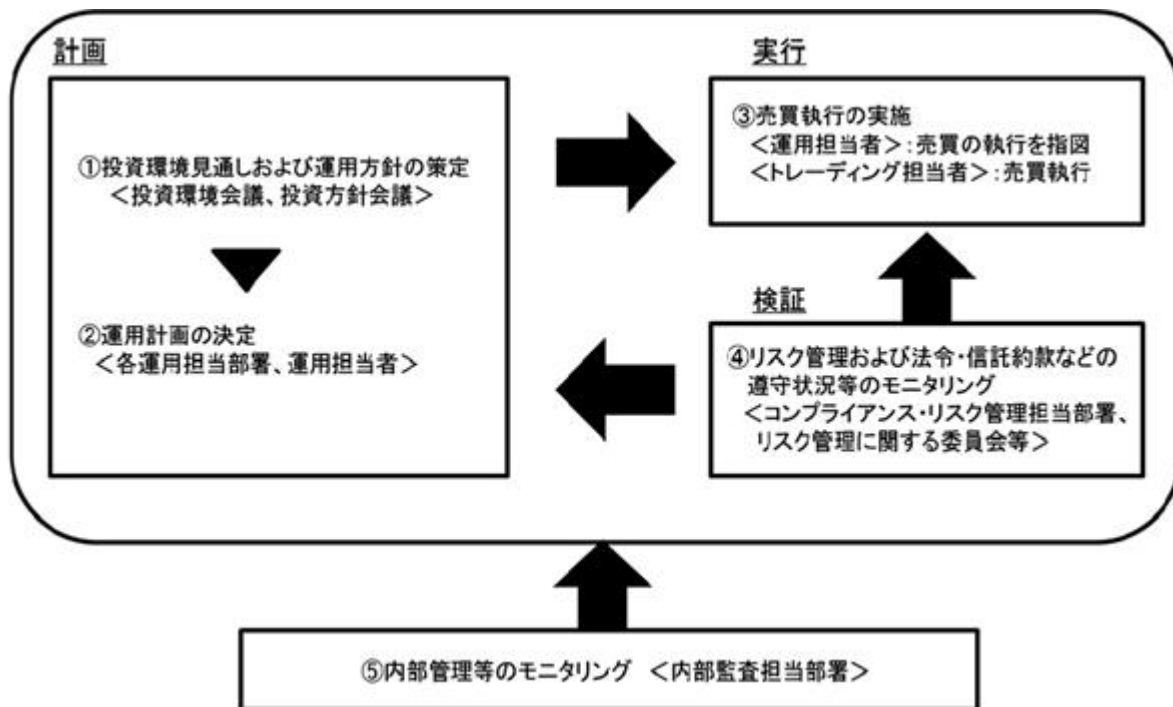 計画
①投資環境見通しおよび運用方針の策定
＜投資環境会議、投資方針会議＞
②運用計画の決定
＜各運用担当部署、運用担当者＞
実行
③売買執行の実施
＜運用担当者＞：売買の執行を指図
＜トレーディング担当者＞：売買執行
検証
④リスク管理および法令・信託約款などの
遵守状況等のモニタリング
＜コンプライアンス・リスク管理担当部署、
リスク管理に関する委員会等＞
⑤内部管理等のモニタリング ＜内部監査担当部署＞